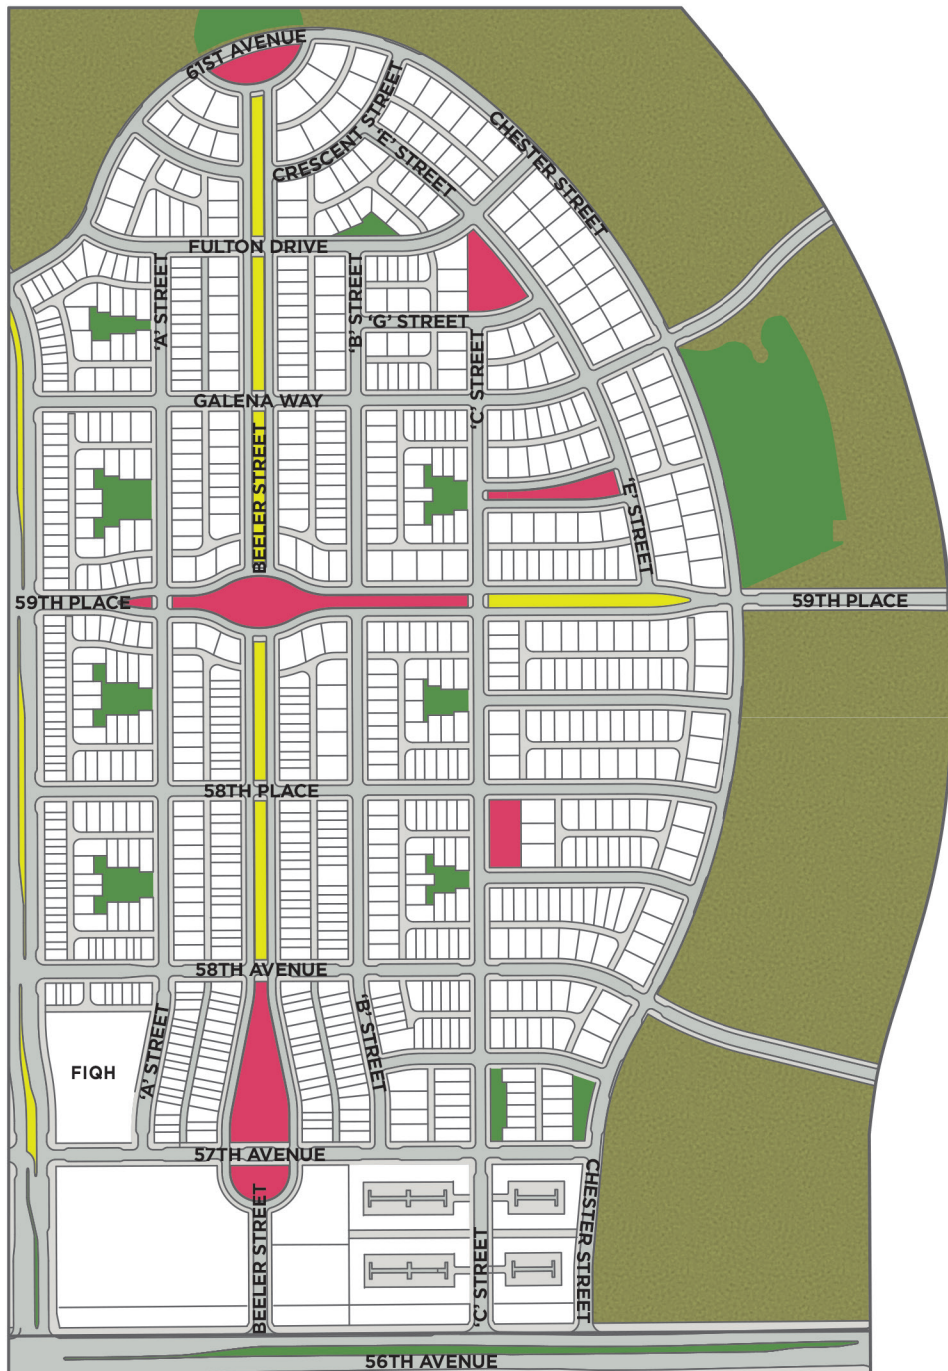 61ST AVENUE
CRESCENT STREET
'E' STREET
CHESTER STREET
FULTON DRIVE
'A' STREET
'B' STREET
'G' STREET
'C' STREET
GALENA WAY
BEELER STREET
'E' STREET
59TH PLACE
59TH PLACE
58TH PLACE
58TH AVENUE
'A' STREET
'B' STREET
FIQH
57TH AVENUE
BEELER STREET
'C' STREET
CHESTER STREET
56TH AVENUE